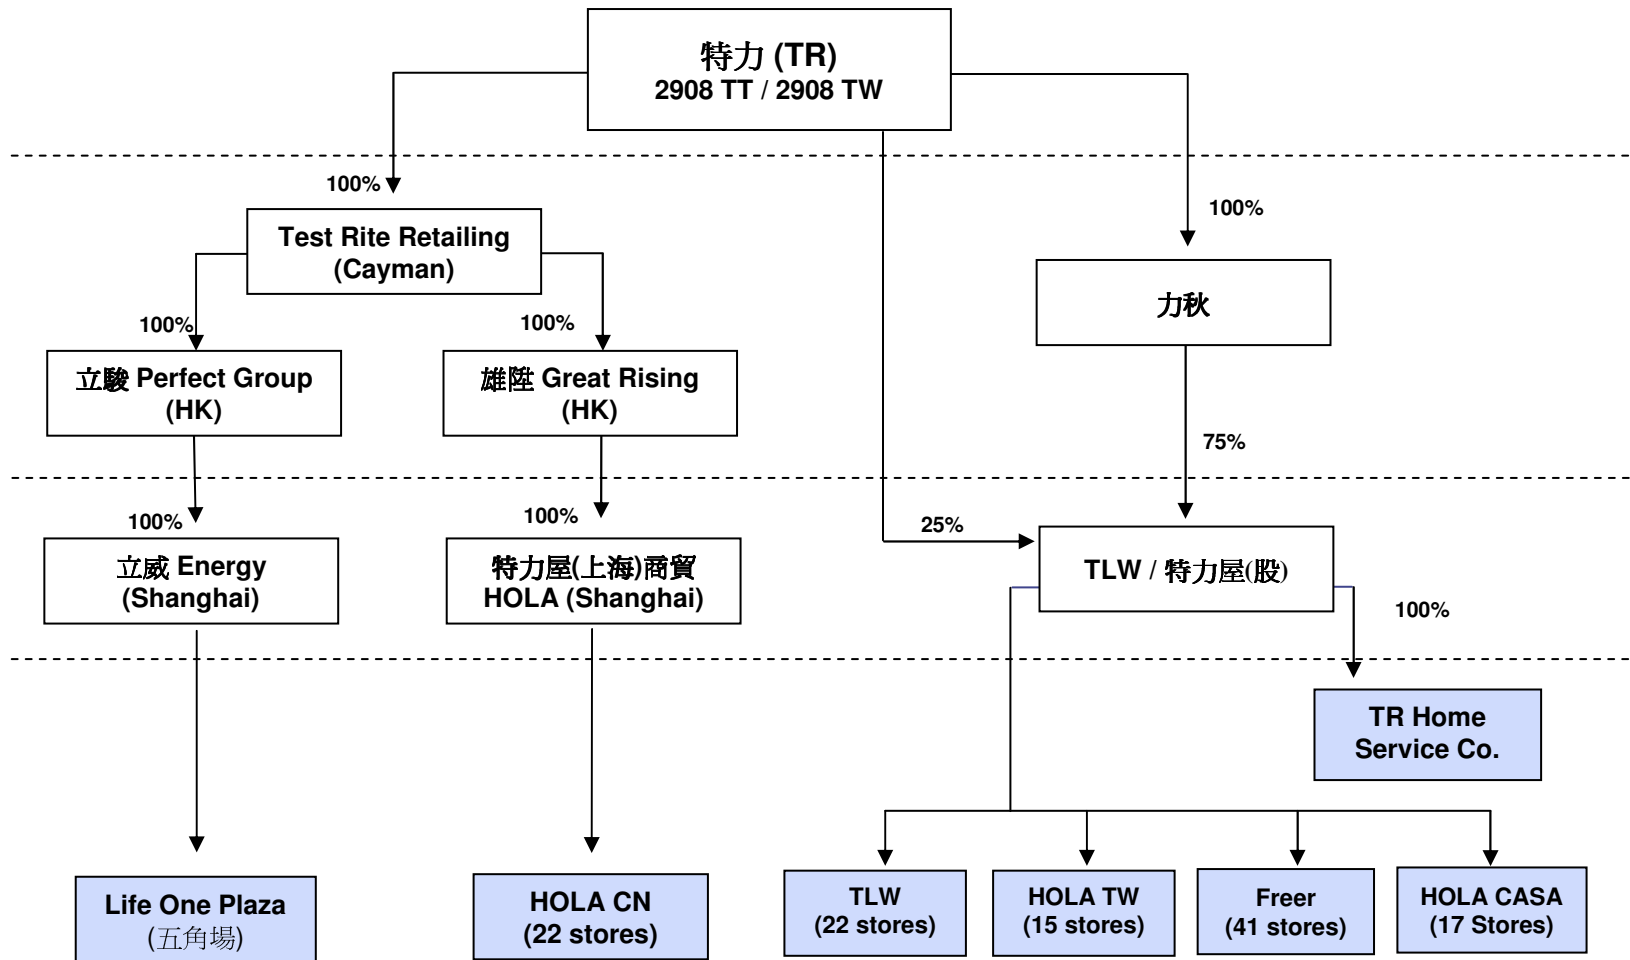 特力 (TR)
2908 TT / 2908 TW
100%
100%
Test Rite Retailing
(Cayman)
力秋
100%
100%
立駿 Perfect Group
(HK)
雄陞 Great Rising
(HK)
75%
100%
100%
25%
立威 Energy
(Shanghai)
特力屋(上海)商貿
HOLA (Shanghai)
TLW / 特力屋(股)
100%
TR Home
Service Co.
Life One Plaza
(五角場)
HOLA CN
(22 stores)
TLW
(22 stores)
HOLA TW
(15 stores)
Freer
(41 stores)
HOLA CASA
(17 Stores)